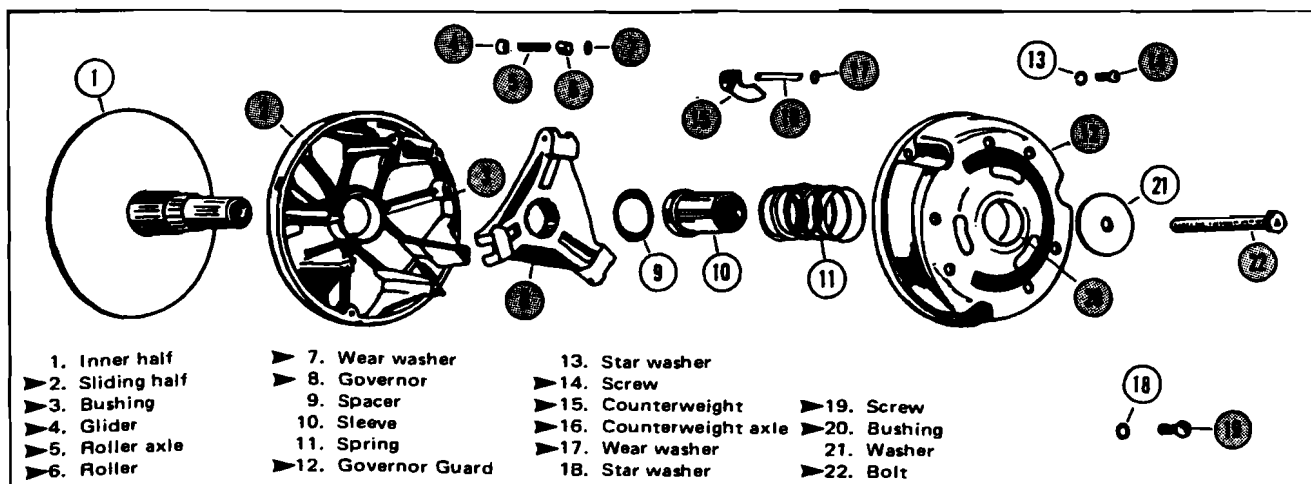 1
13
21
9
10
11
22
18
1. Inner half
2. Sliding half
3. Bushing
4. Glider
5. Roller axle
6. Roller
7. Wear washer
8. Governor
9. Spacer
10. Sleeve
11. Spring
12. Governor Guard
13. Star washer
14. Screw
15. Counterweight
16. Counterweight axle
17. Wear washer
18. Star washer
19. Screw
20. Bushing
21. Washer
22. Bolt